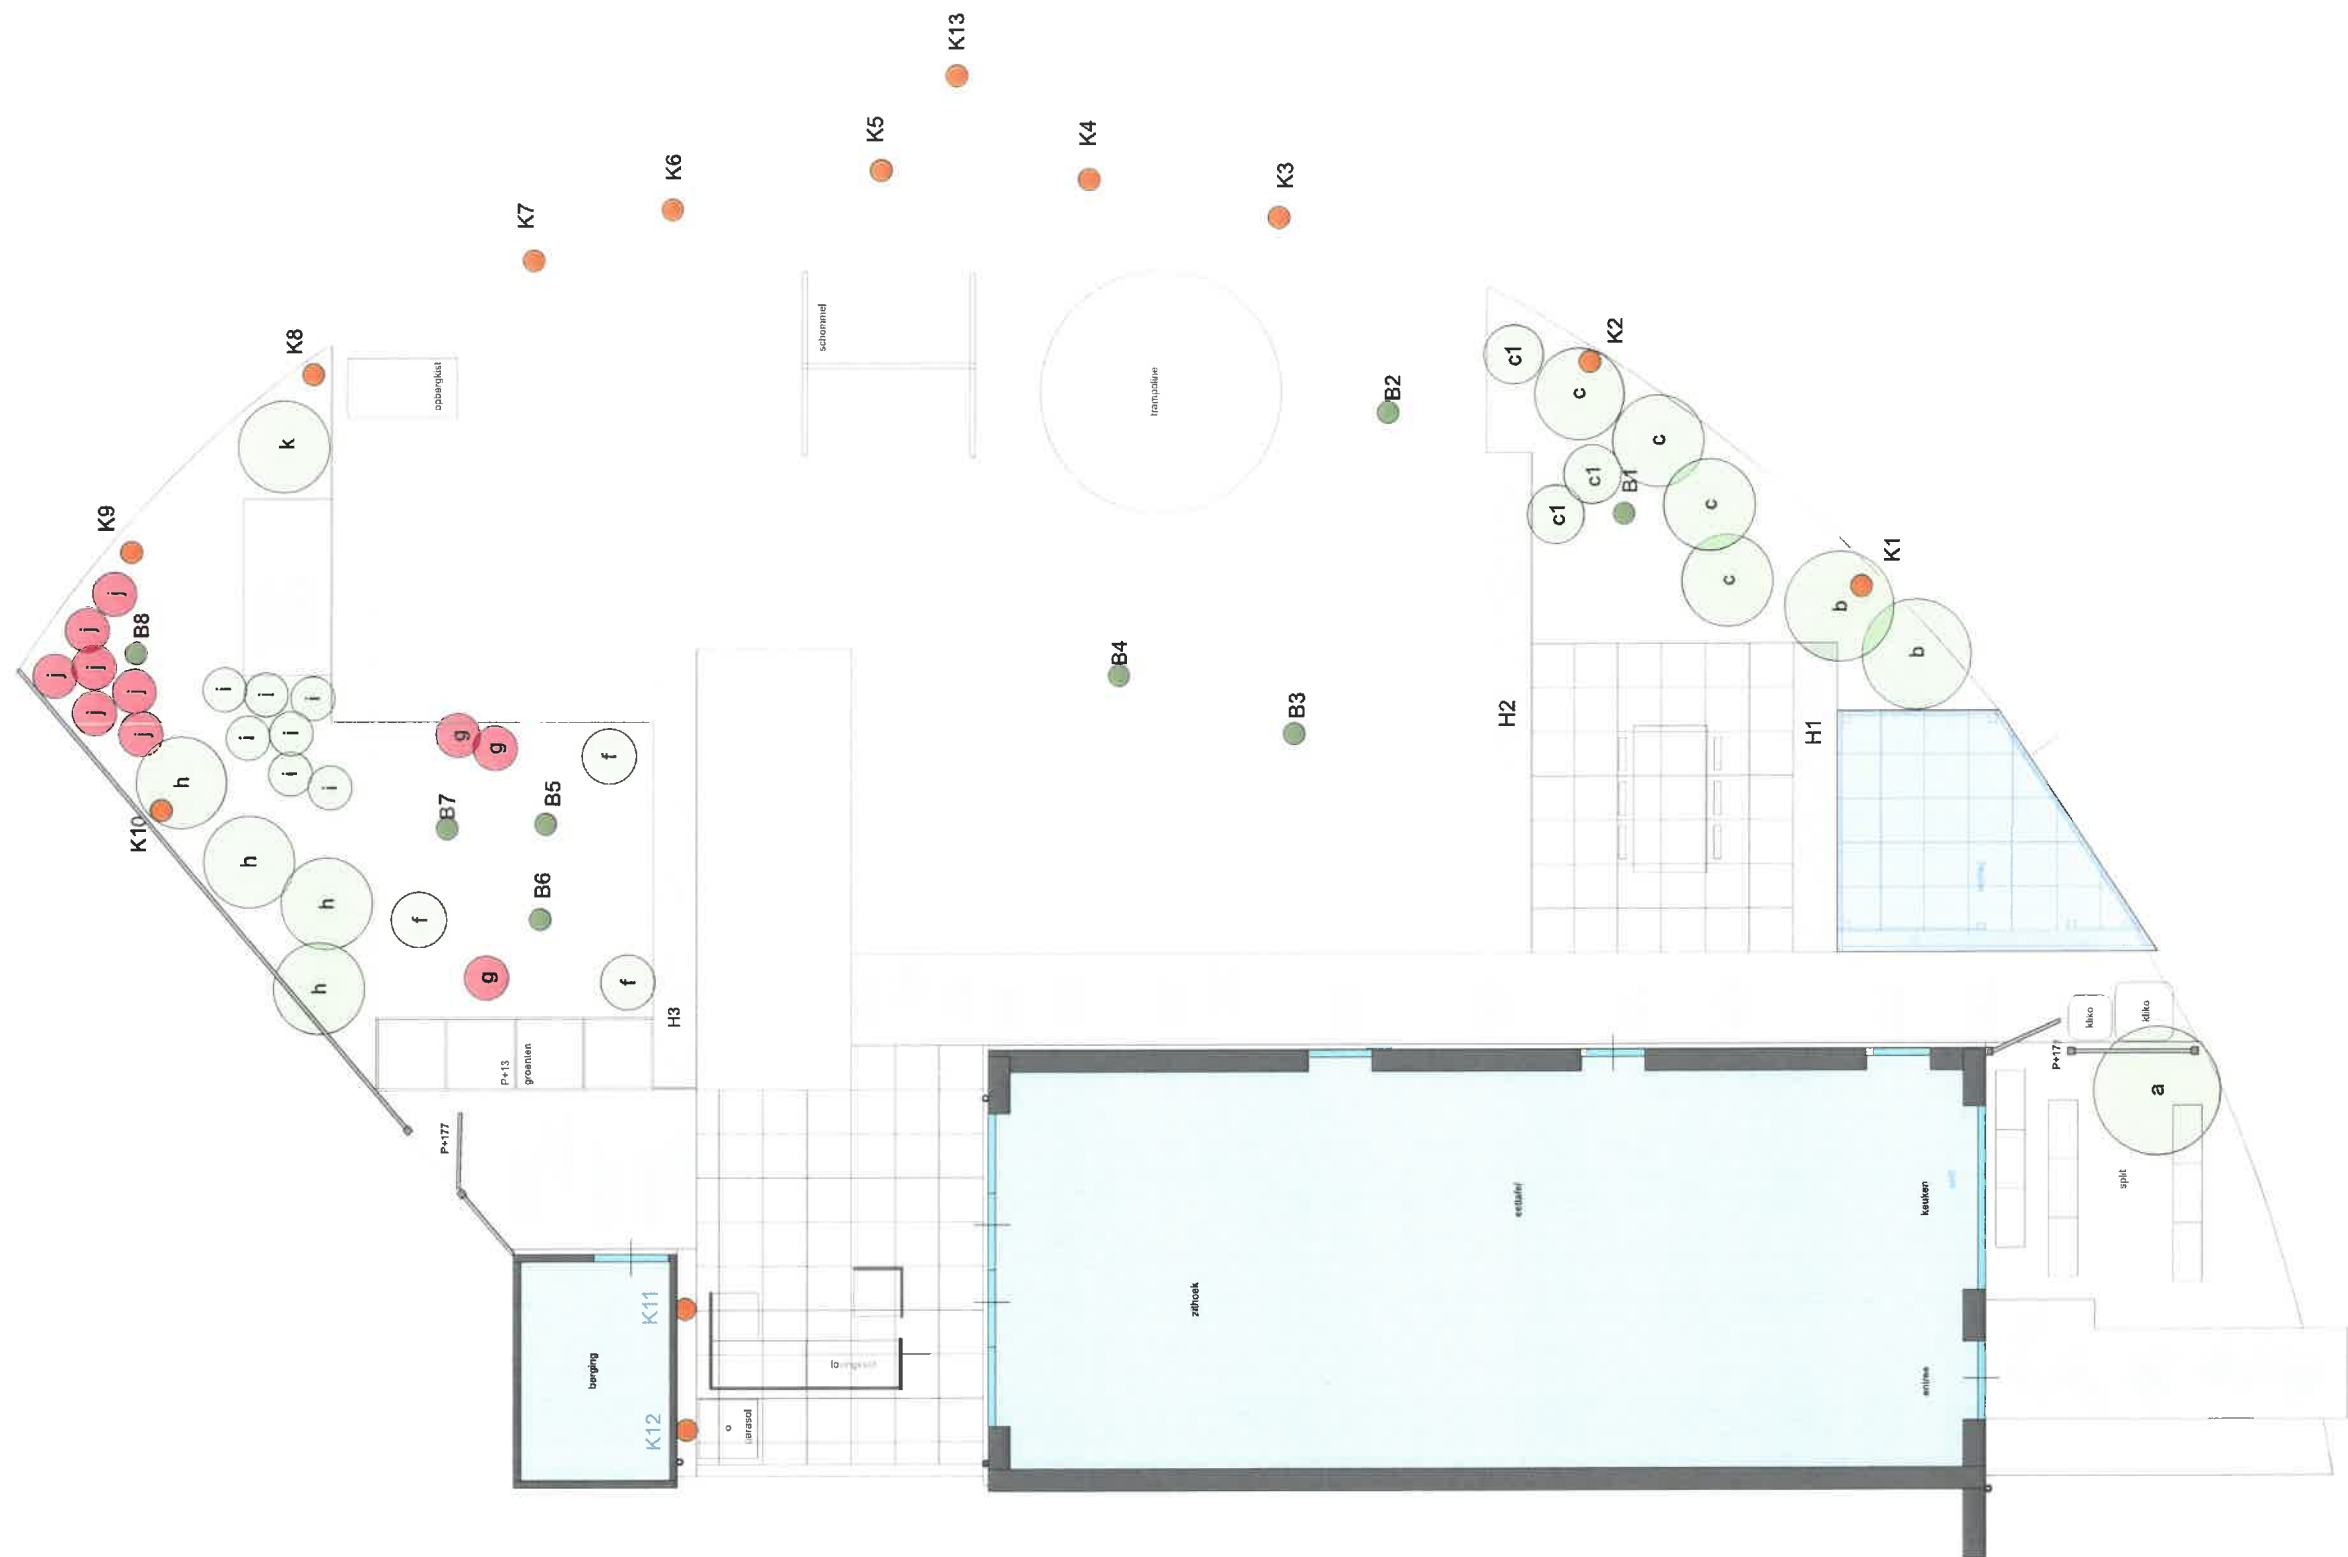 K13
K5
K4
K6
K3
K7
schommel
K8
K2
c1
opbergkist
trampoline
B2
c
k
c
c1
B1
K9
c1
c
K1
j
c
j
B8
b
j
j
j
j
j
i
i
i
B4
b
i
i
g
g
B3
H2
H1
f
h
i
i
K10
B7
B5
h
h
f
B6
g
f
h
H3
kliko
kliko
P+13
groenten
P+177
P+177
a
split
eettafel
keuken
zithoek
K11
berging
entree
K12
parasol